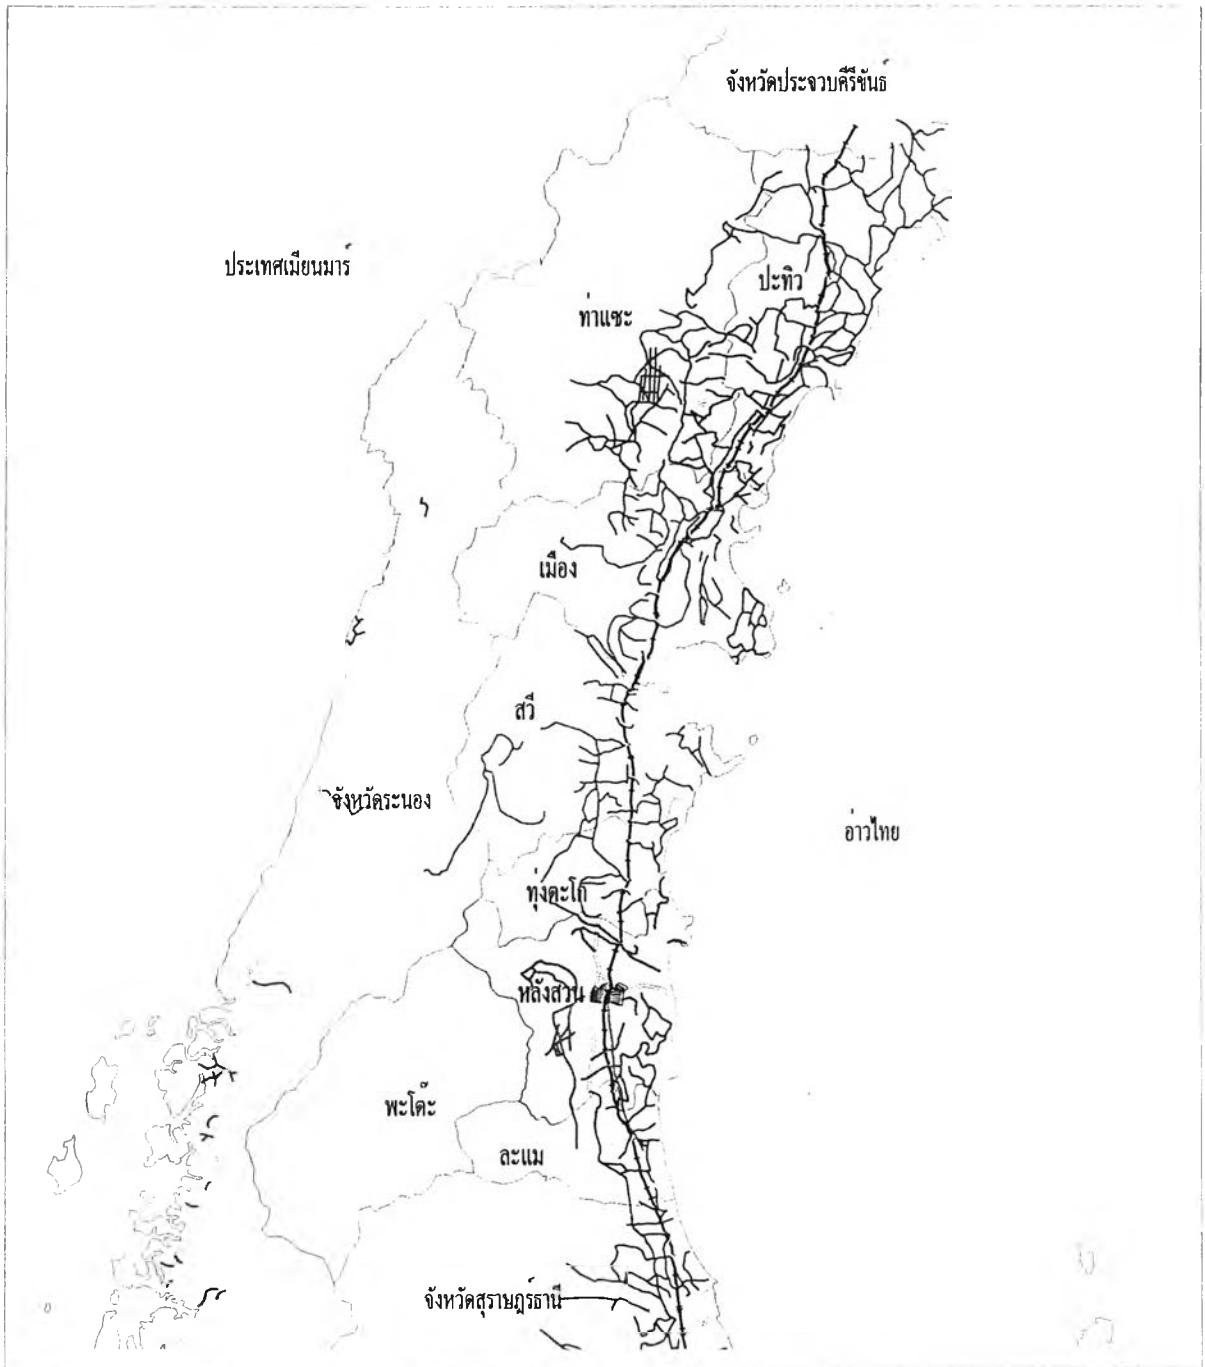 จังหวัดประจวบคีรีขันธ์
ประเทศเมียนมาร์
ปะทิว
ท่าแซะ
เมือง
สวี
จังหวัดระนอง
อ่าวไทย
ทุ่งตะโก
หลังสวน
พะโต๊ะ
ละแม
จังหวัดสุราษฎร์ธานี